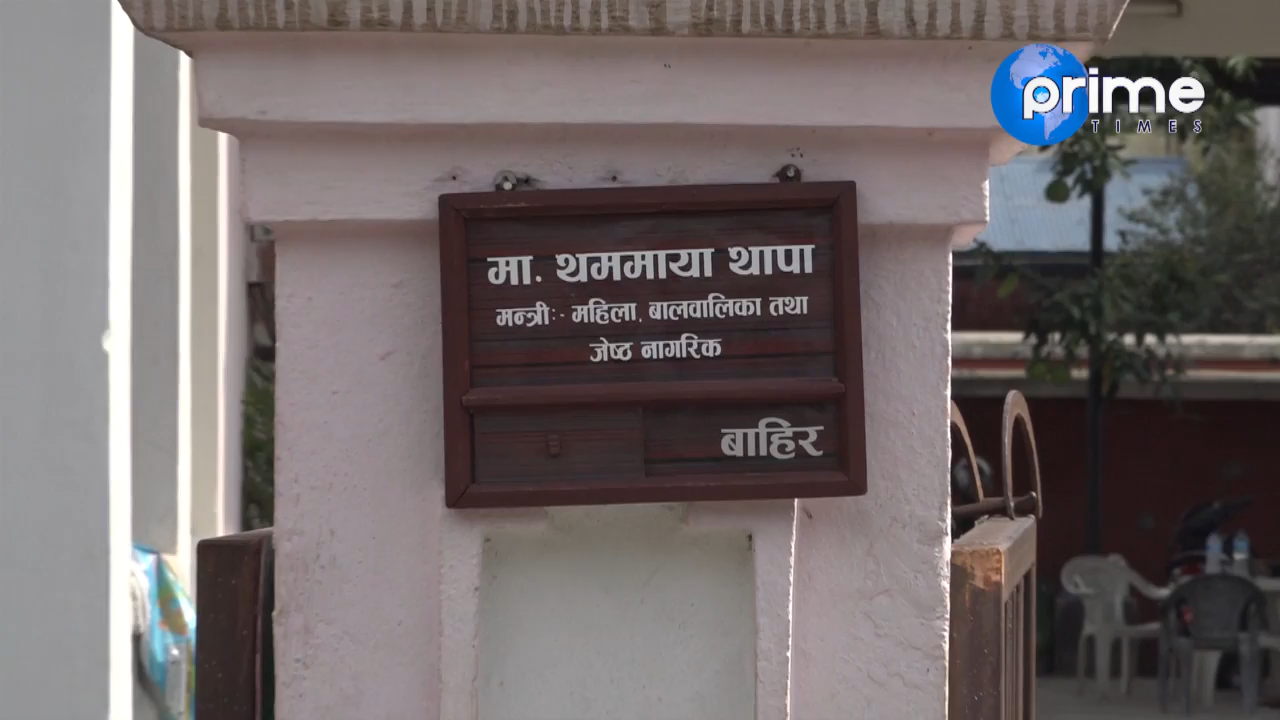 prime
TIMES
मा. थममाया थापा
मन्त्री:- महिला, बालवालिका तथा
जेष्ठ नागरिक
बाहिर